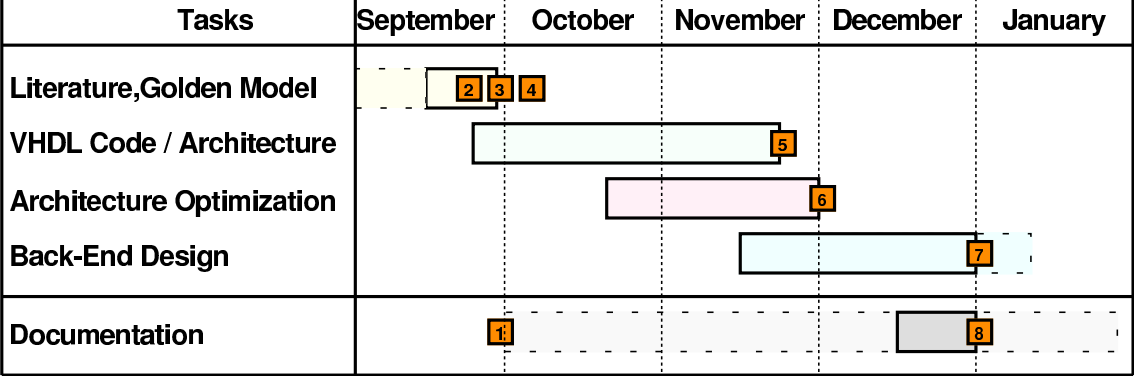 Tasks September October November December January
Literature,Golden Model 2 3 4
VHDL Code / Architecture 5
Architecture Optimization 6
Back-End Design 7
Documentation 1 8